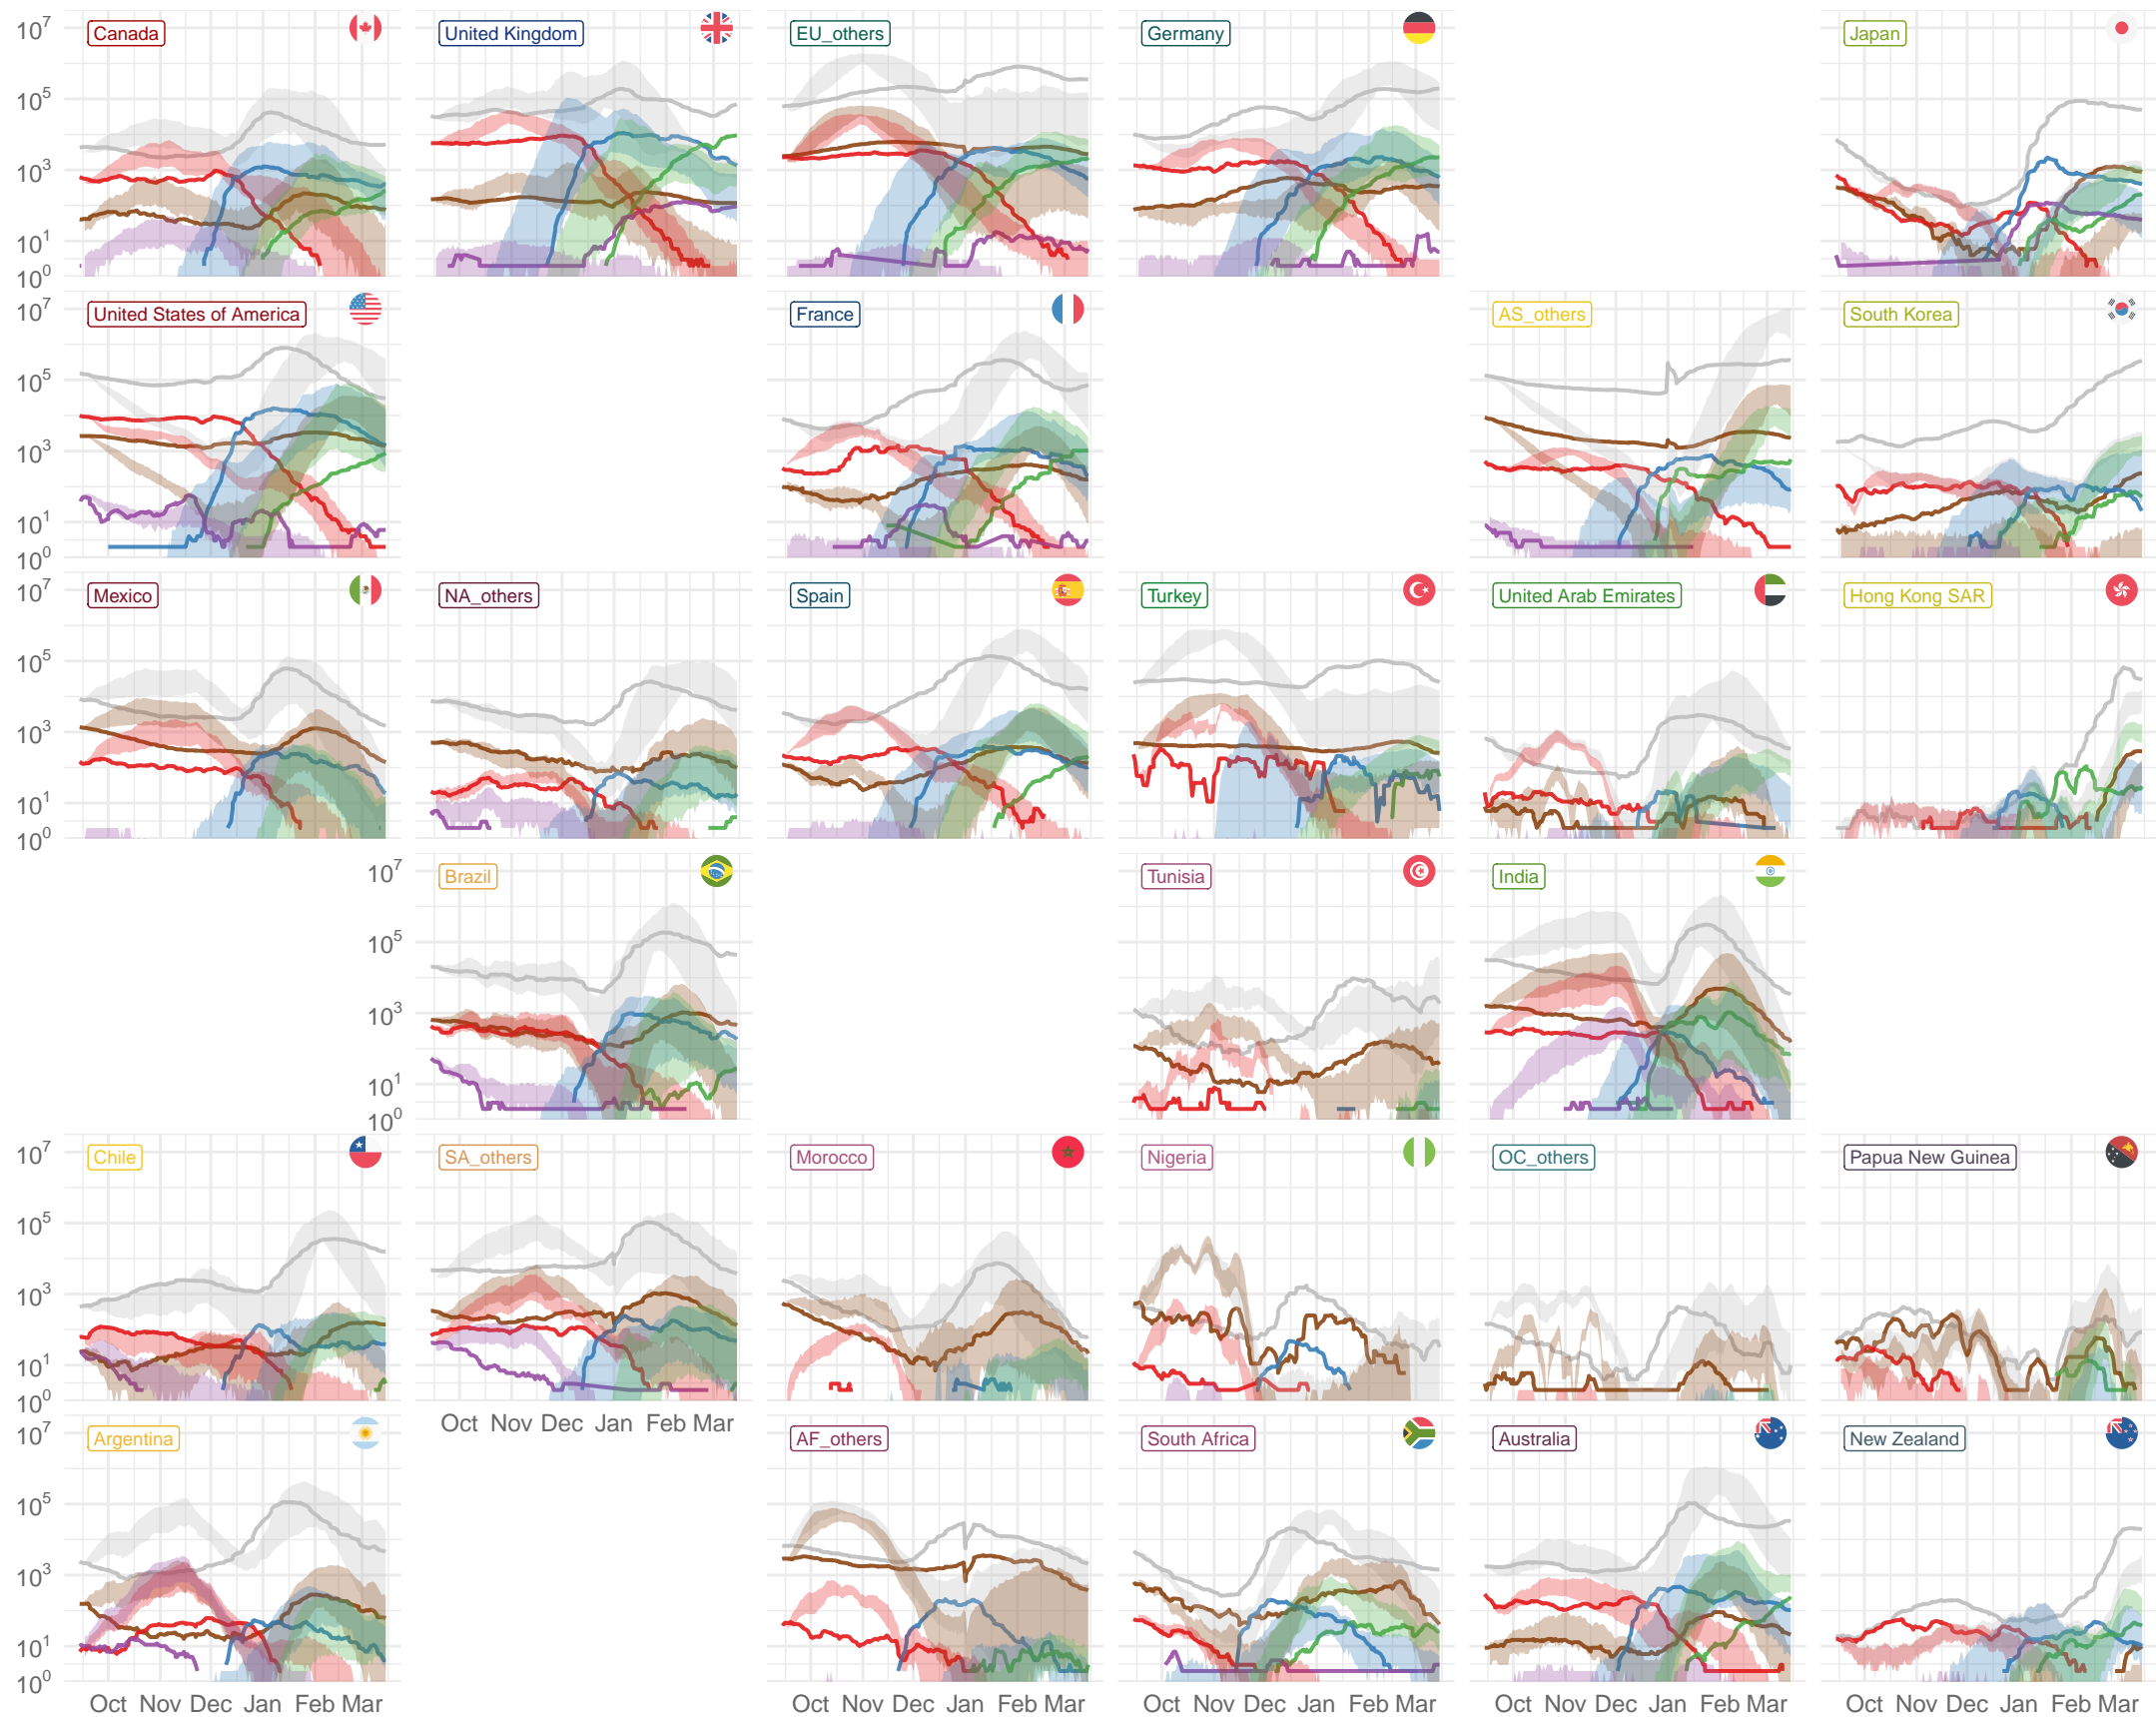 Canada
United Kingdom
EU_others
Germany
Japan
10^7
10^5
10^3
10^1
10^0
United States of America
France
AS_others
South Korea
10^7
10^5
10^3
10^1
10^0
Mexico
NA_others
Spain
Turkey
United Arab Emirates
Hong Kong SAR
10^7
10^5
10^3
10^1
10^0
Brazil
Tunisia
India
10^7
10^5
10^3
10^1
10^0
Chile
SA_others
Morocco
Nigeria
OC_others
Papua New Guinea
10^7
10^5
10^3
10^1
10^0
Oct Nov Dec Jan Feb Mar
Argentina
AF_others
South Africa
Australia
New Zealand
10^7
10^5
10^3
10^1
10^0
Oct Nov Dec Jan Feb Mar
Oct Nov Dec Jan Feb Mar
Oct Nov Dec Jan Feb Mar
Oct Nov Dec Jan Feb Mar
Oct Nov Dec Jan Feb Mar